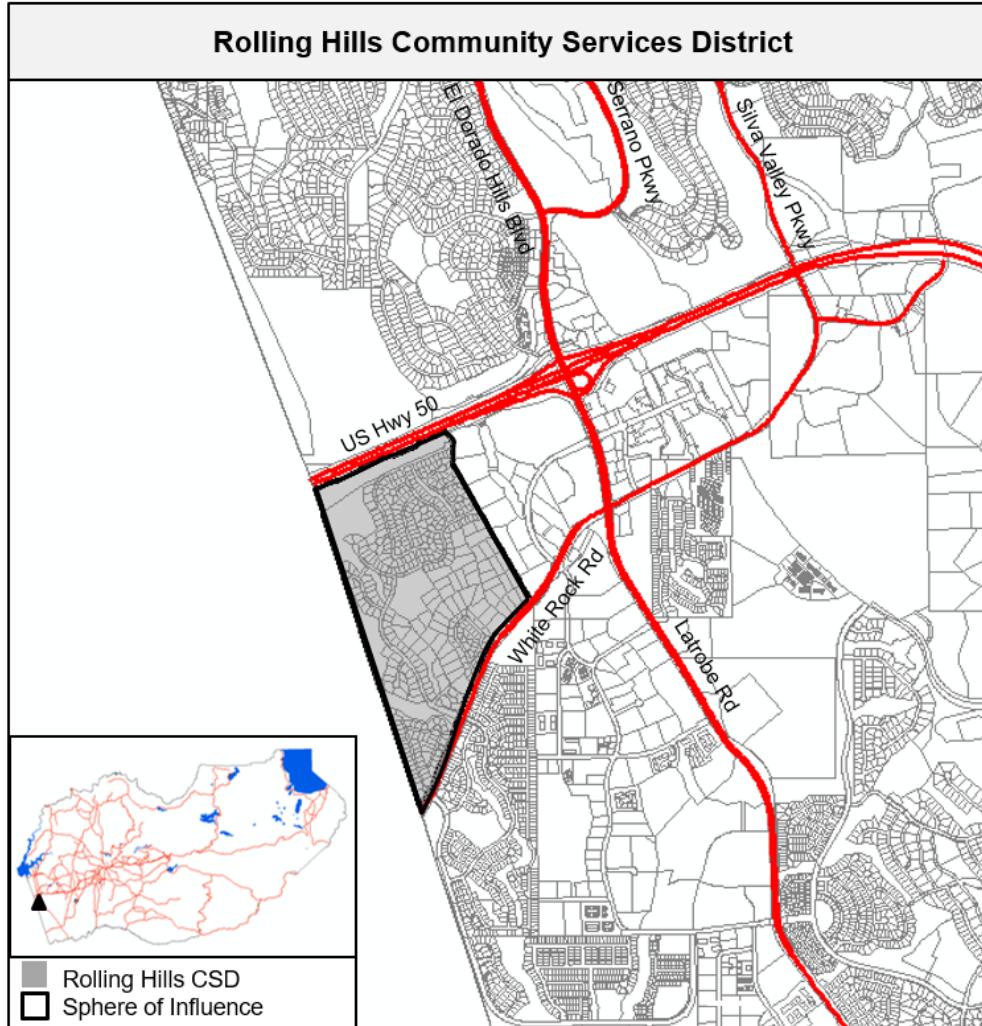 Rolling Hills Community Services District
El Dorado Hills Blvd
Serrano Pkwy
Silva Valley Pkwy
US Hwy 50
White Rock Rd
Latrobe Rd
Rolling Hills CSD
Sphere of Influence